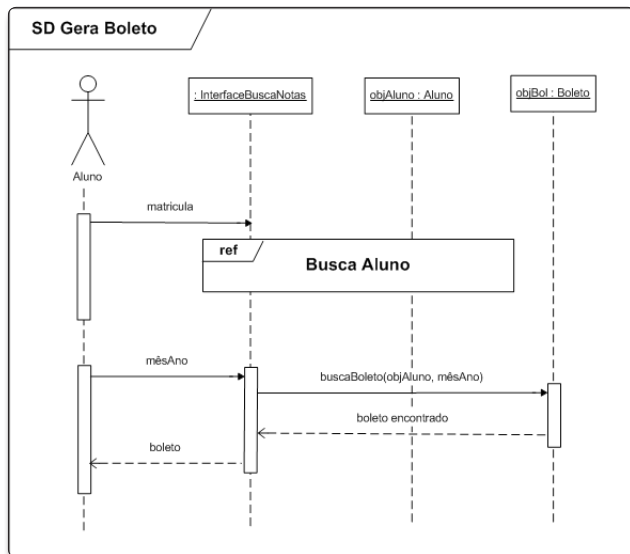 SD Gera Boleto
: InterfaceBuscaNotas
objAluno : Aluno
objBol : Boleto
Aluno
matricula
ref
Busca Aluno
mêsAno
buscaBoleto(objAluno, mêsAno)
boleto encontrado
boleto